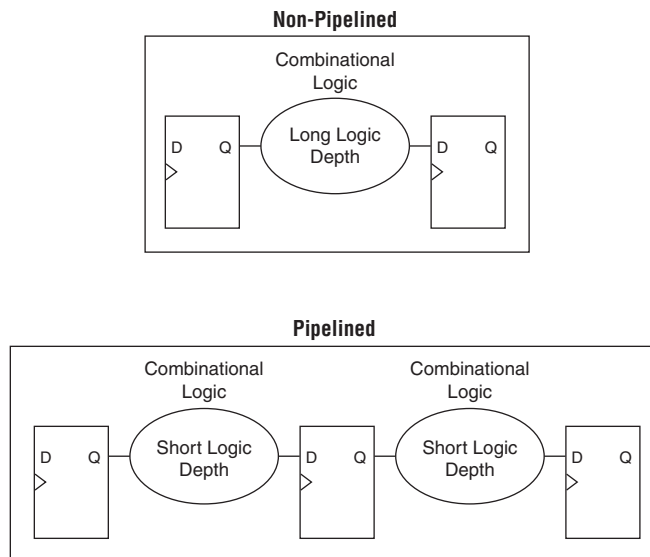 Non-Pipelined
Combinational
Logic
D Q
Long Logic
Depth
D Q
Pipelined
Combinational
Logic
Combinational
Logic
D Q
Short Logic
Depth
D Q
Short Logic
Depth
D Q